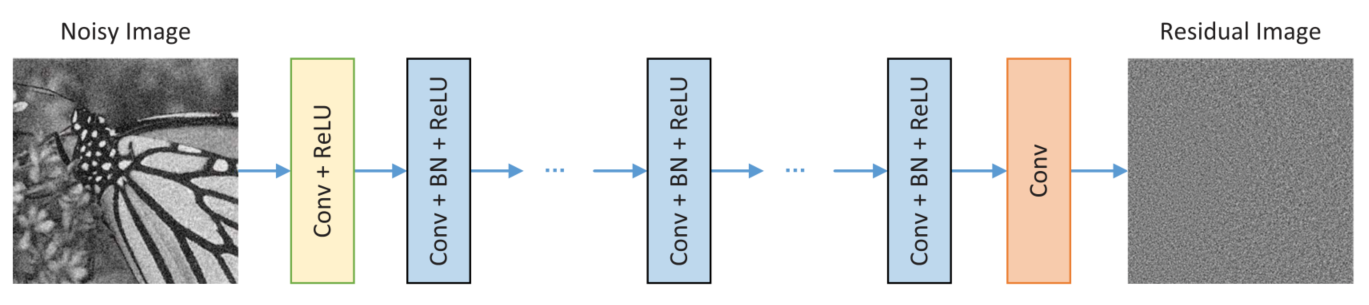 Noisy Image
Residual Image
Conv + ReLU
Conv + BN + ReLU
...
Conv + BN + ReLU
...
Conv + BN + ReLU
Conv